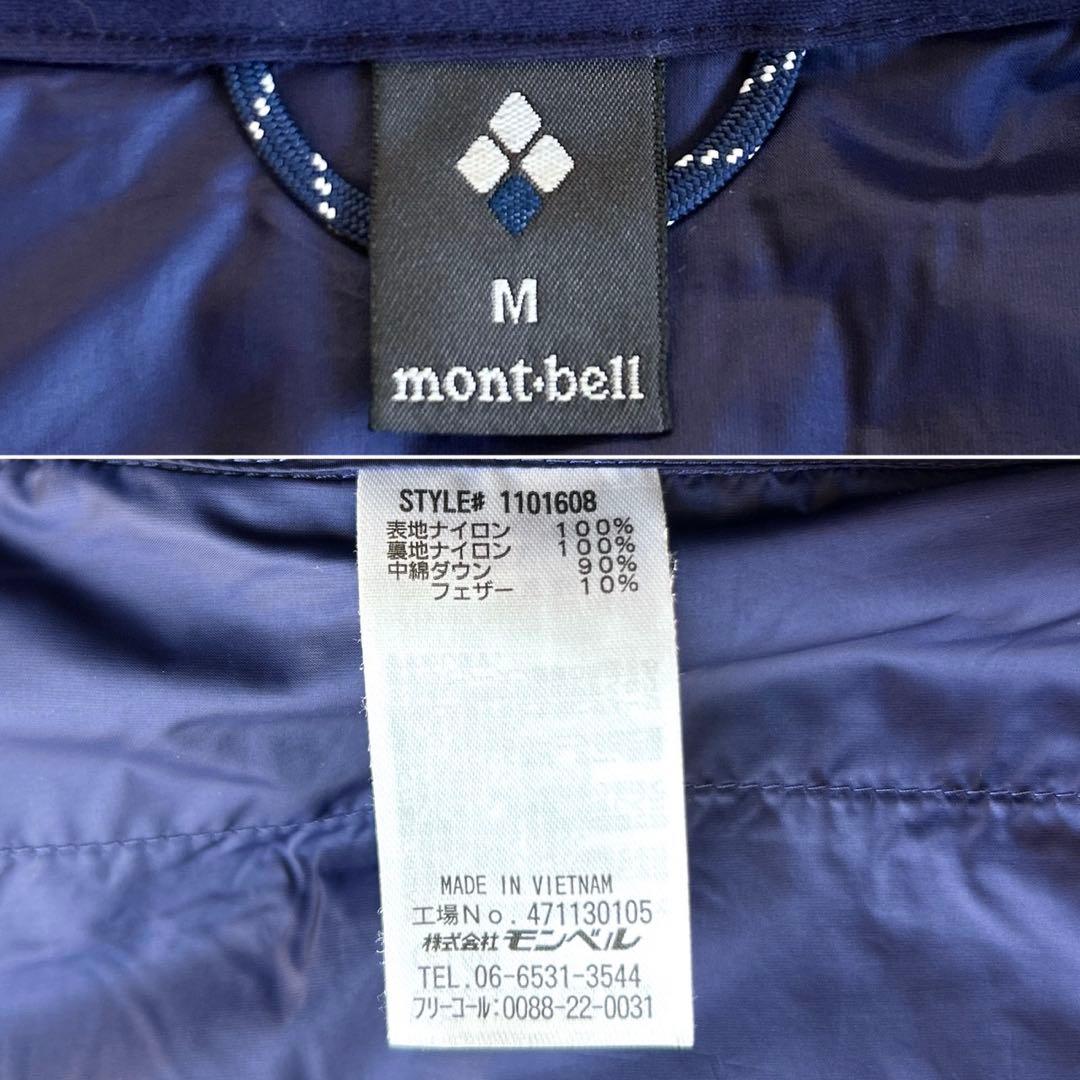 M
mont・bell
STYLE# 1101608
表地ナイロン 100%
裏地ナイロン 100%
中綿ダウン 90%
フェザー 10%
MADE IN VIETNAM
工場No. 471130105
株式会社モンベル
TEL.06-6531-3544
フリーコール:0088-22-0031